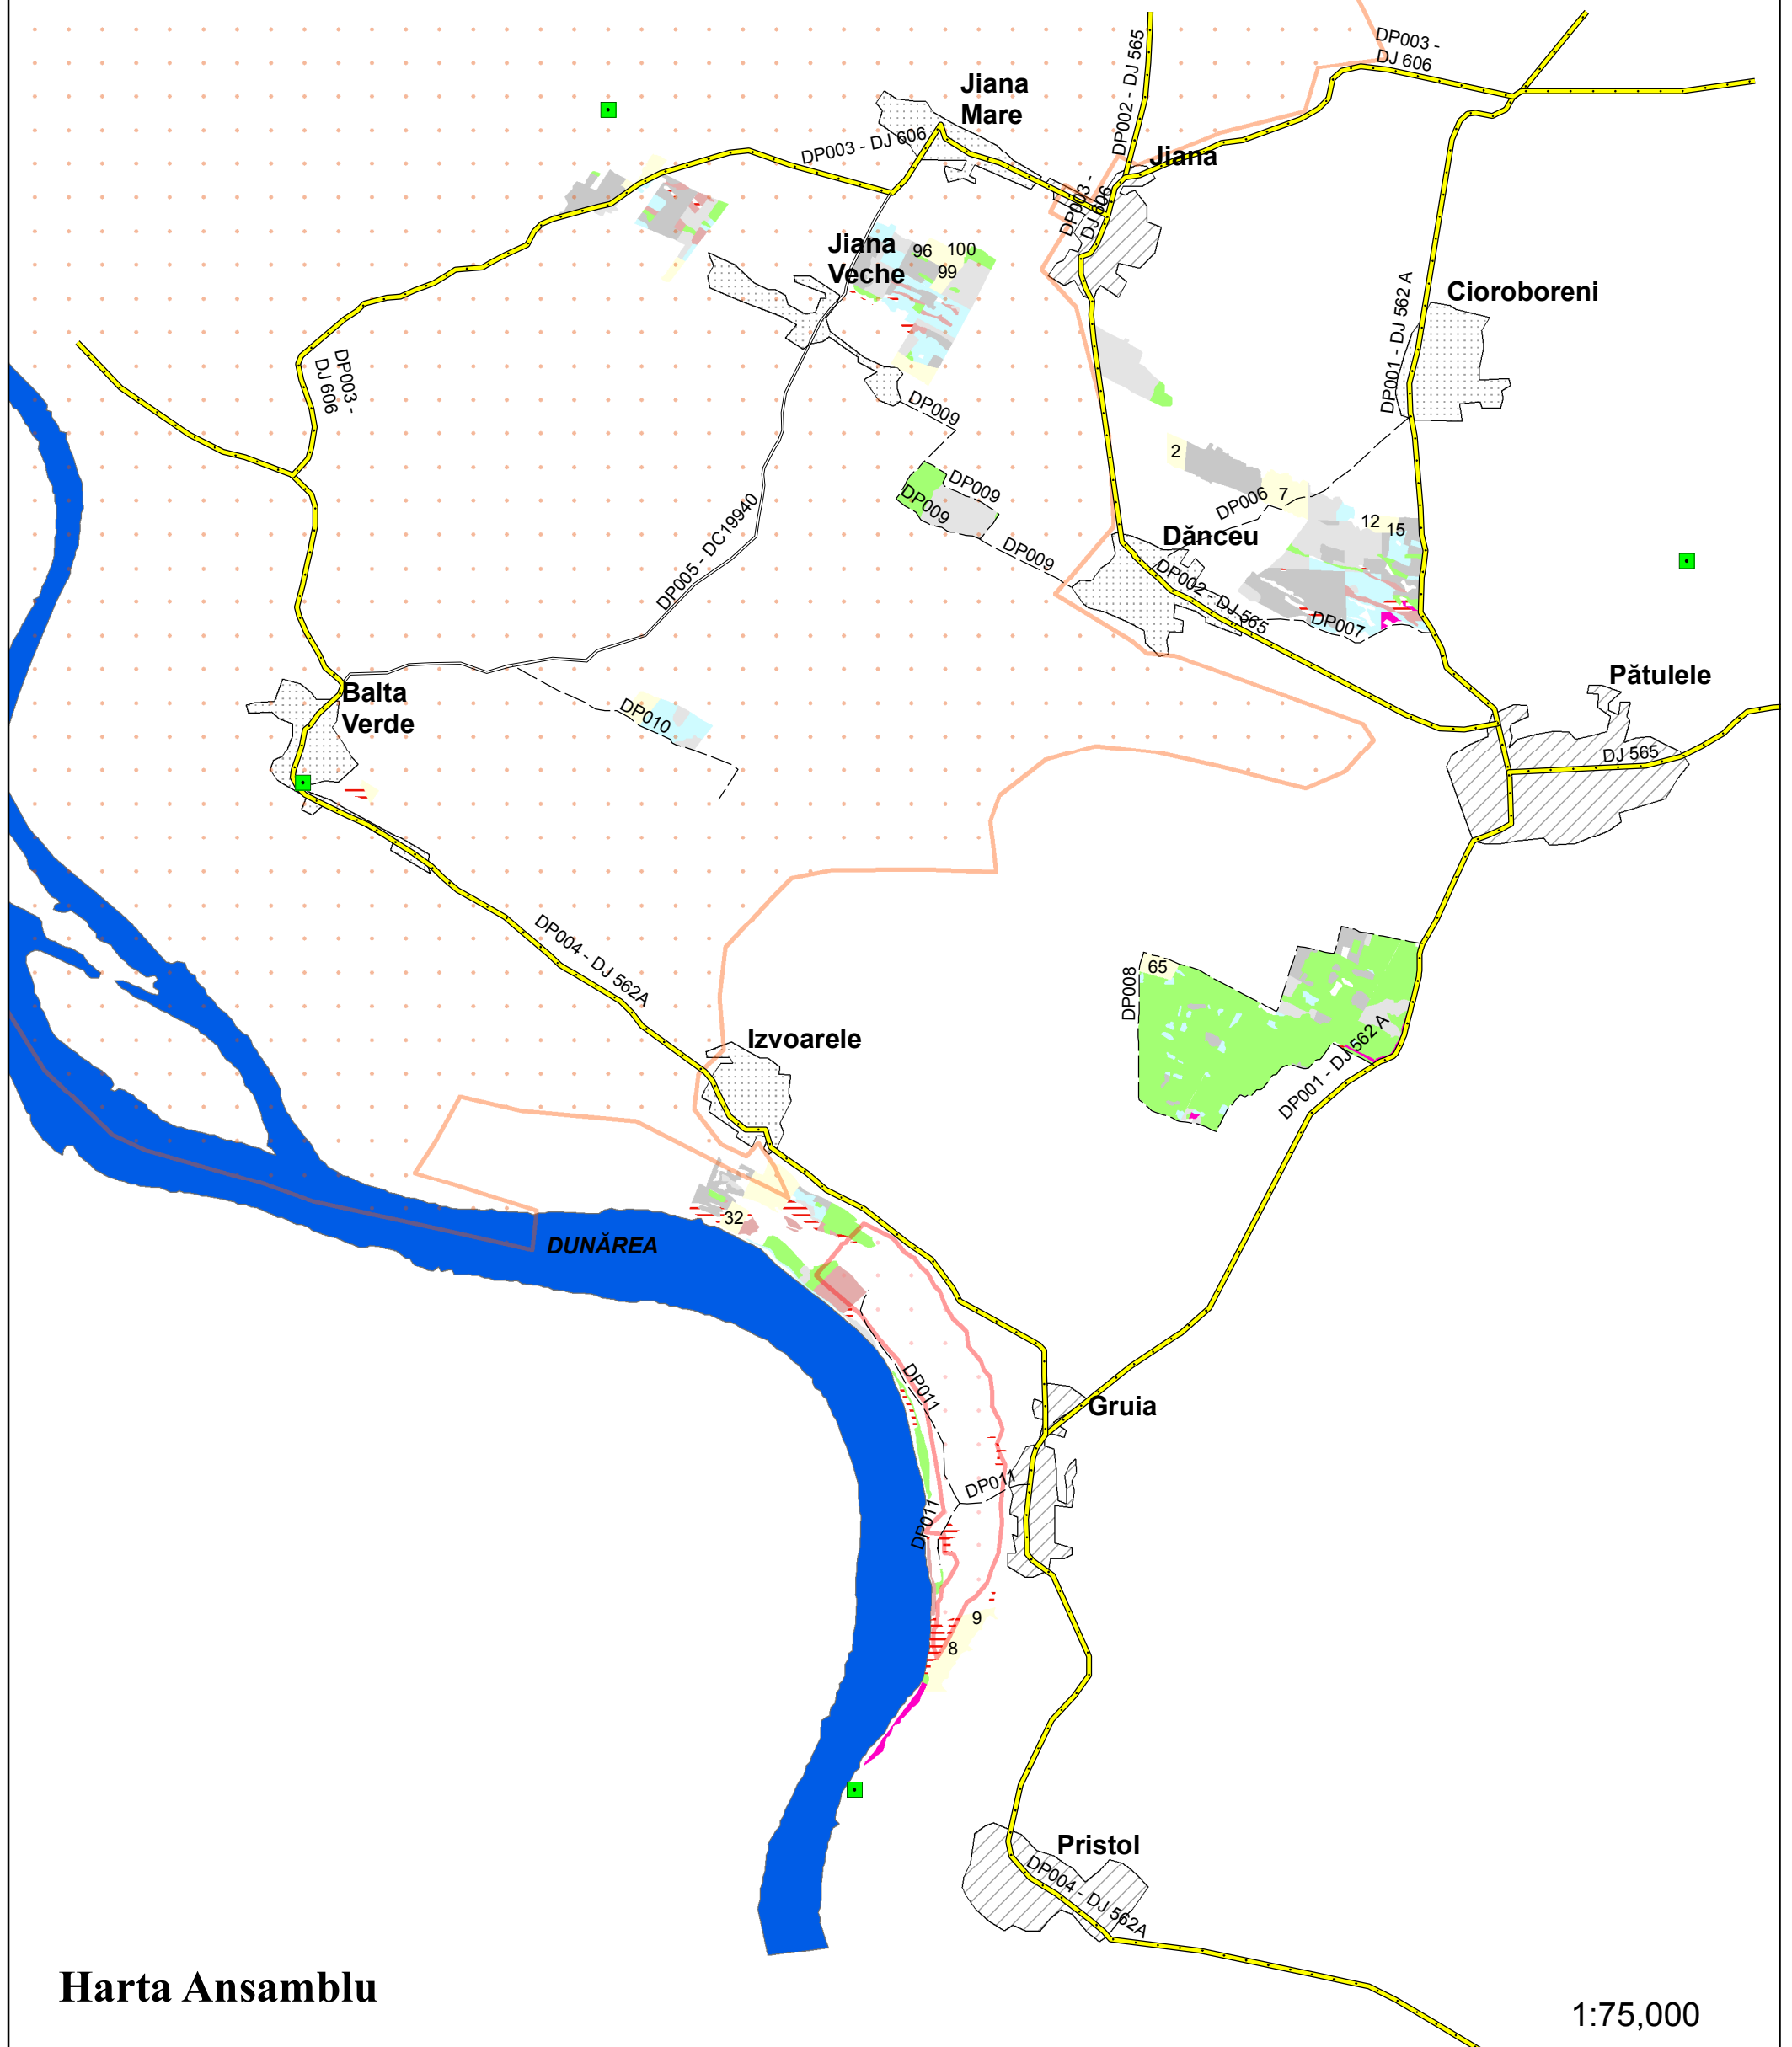 DP003 -
DJ 606
DP002 - DJ 565
Jiana
Mare
DP003 - DJ 606
Jiana
DP003 -
DJ 606
Jiana
Veche
96
100
99
Cioroboreni
DP001 - DJ 562 A
DP003 -
DJ 606
DP009
2
7
DP009
DP009
DP006
12
15
DP005 - DC19940
DP009
Dănceu
DP002 - DJ 565
DP007
Pătulele
Balta
Verde
DP010
DJ 565
DP004 - DJ 562A
65
DP008
DP001 - DJ 562 A
Izvoarele
32
DUNĂREA
DP011
Gruia
DP011
DP011
9
8
Pristol
DP004 - DJ 562A
Harta Ansamblu
1:75,000